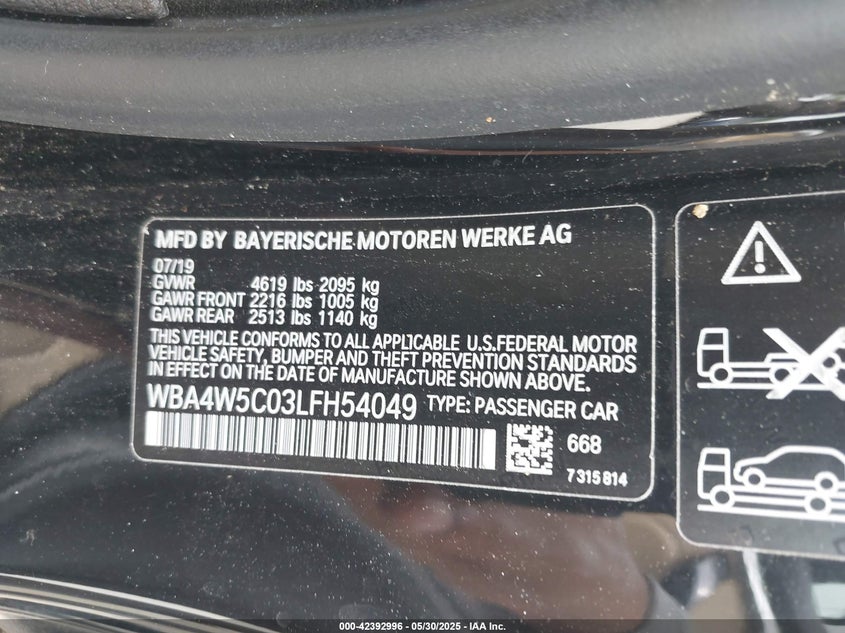 MFD BY BAYERISCHE MOTOREN WERKE AG
07/19
GVWR 4619 lbs 2095 kg
GAWR FRONT 2216 lbs 1005 kg
GAWR REAR 2513 lbs 1140 kg
THIS VEHICLE CONFORMS TO ALL APPLICABLE U.S.FEDERAL MOTOR
VEHICLE SAFETY, BUMPER AND THEFT PREVENTION STANDARDS
IN EFFECT ON THE DATE OF MANUFACTURE SHOWN ABOVE.
WBA4W5C03LFH54049 TYPE: PASSENGER CAR
668
7315814
000-42392996 - 05/30/2025 - IAA Inc.